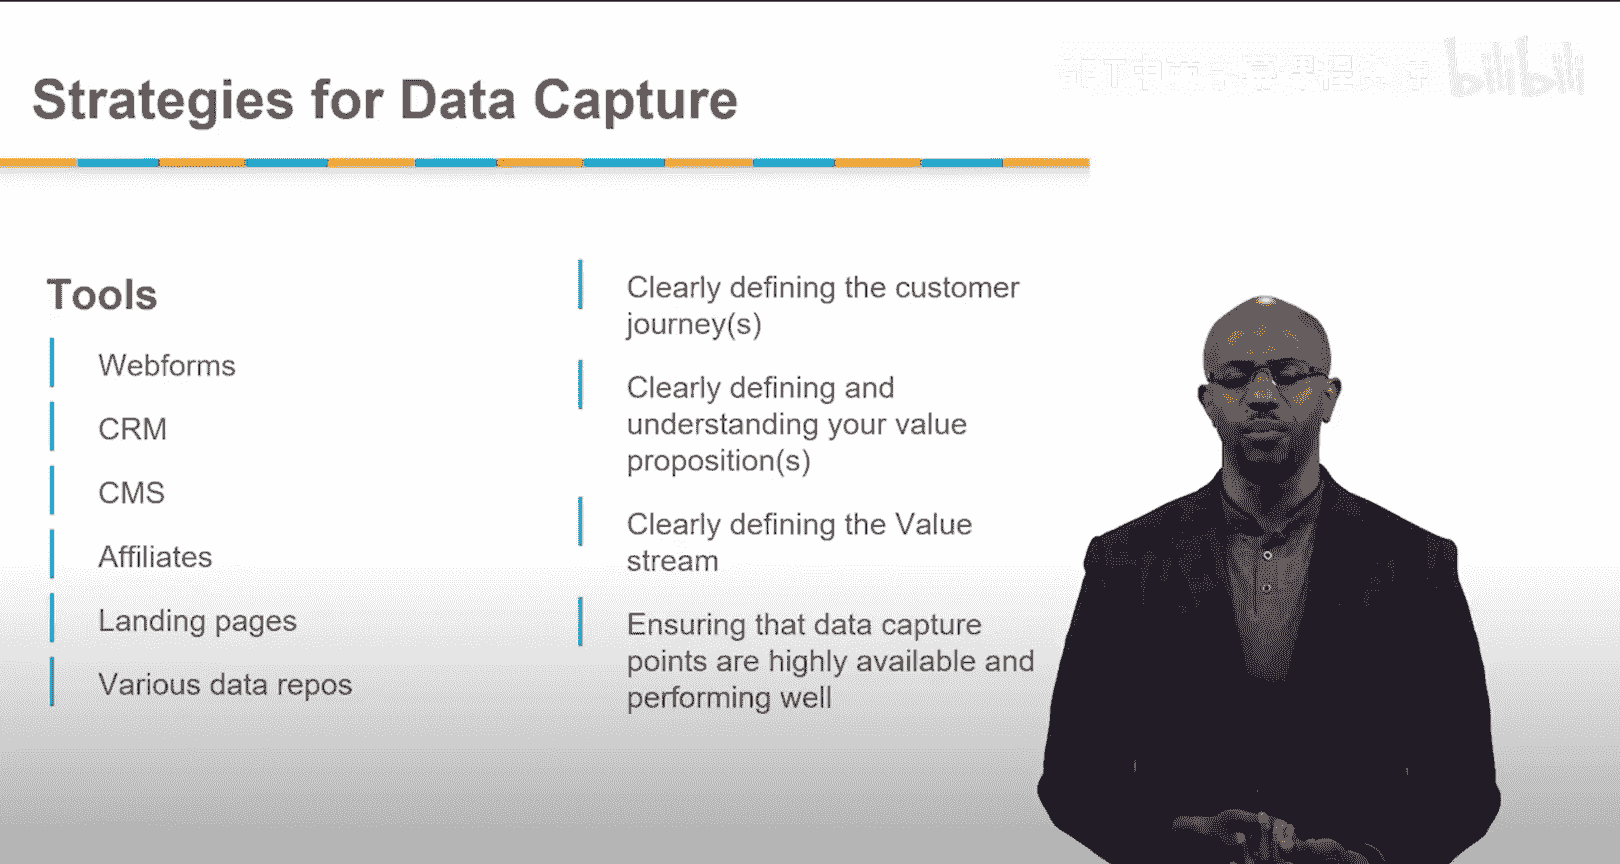 Strategies for Data Capture
bilibili
Tools
Webforms
CRM
CMS
Affiliates
Landing pages
Various data repos
Clearly defining the customer
journey(s)
Clearly defining and
understanding your value
proposition(s)
Clearly defining the Value
stream
Ensuring that data capture
points are highly available and
performing well